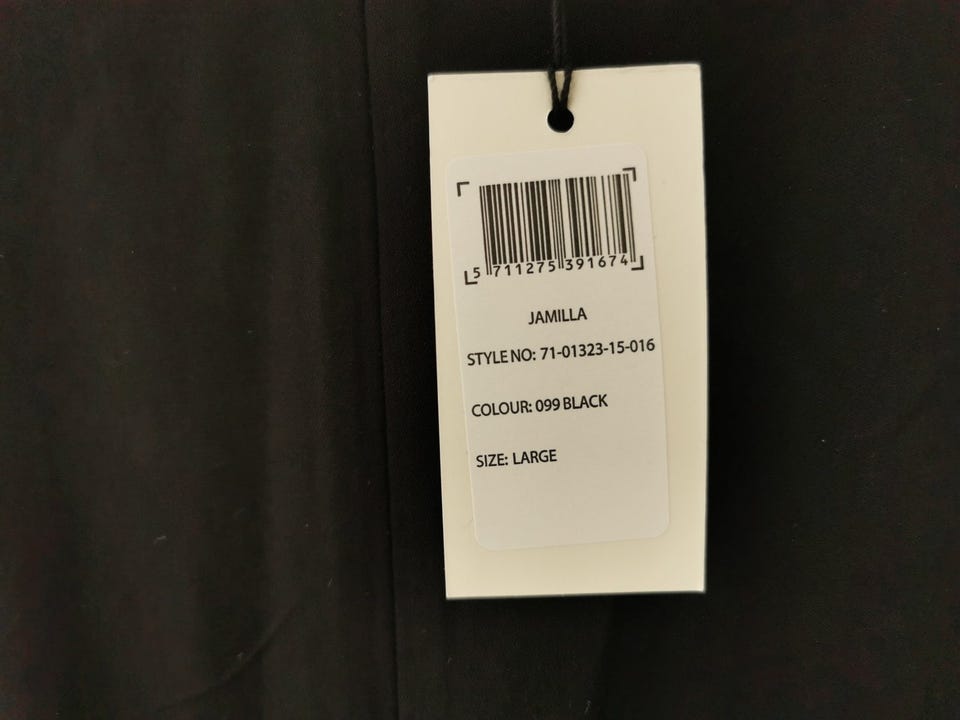 5 711275 391674
JAMILLA
STYLE NO: 71-01323-15-016
COLOUR: 099 BLACK
SIZE: LARGE